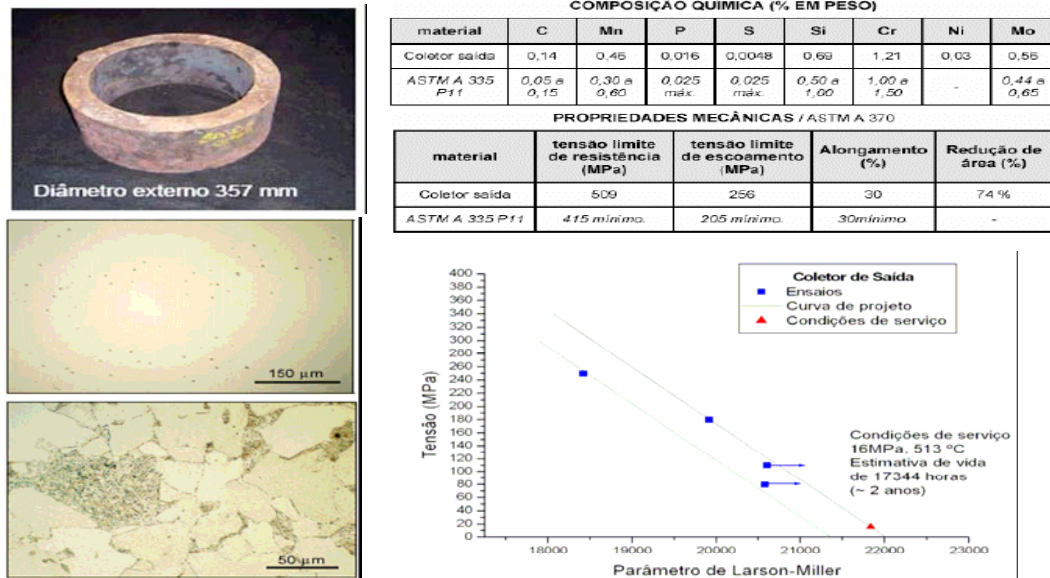 COMPOSIÇÃO QUÍMICA (% EM PESO)
material C Mn P S Si Cr Ni Mo
Coletor saída 0,14 0,45 0,016 0,0048 0,69 1,21 0,03 0,55
ASTM A 335 P11 0,05 a 0,15 0,30 a 0,60 0,025 máx. 0,025 máx. 0,50 a 1,00 1,00 a 1,50 - 0,44 a 0,65
PROPRIEDADES MECÂNICAS / ASTM A 370
material tensão limite de resistência (MPa) tensão limite de escoamento (MPa) Alongamento (%) Redução de área (%)
Coletor saída 509 256 30 74 %
ASTM A 335 P11 415 mínimo. 205 mínimo. 30mínimo. -
Diâmetro externo 357 mm
150 µm
50 µm
Coletor de Saída
Ensaios
Curva de projeto
Condições de serviço
Tensão (MPa)
400
380
360
340
320
300
280
260
240
220
200
180
160
140
120
100
80
60
40
20
0
Condições de serviço
16MPa, 513 ºC
Estimativa de vida
de 17344 horas
(~ 2 anos)
18000 19000 20000 21000 22000 23000
Parâmetro de Larson-Miller